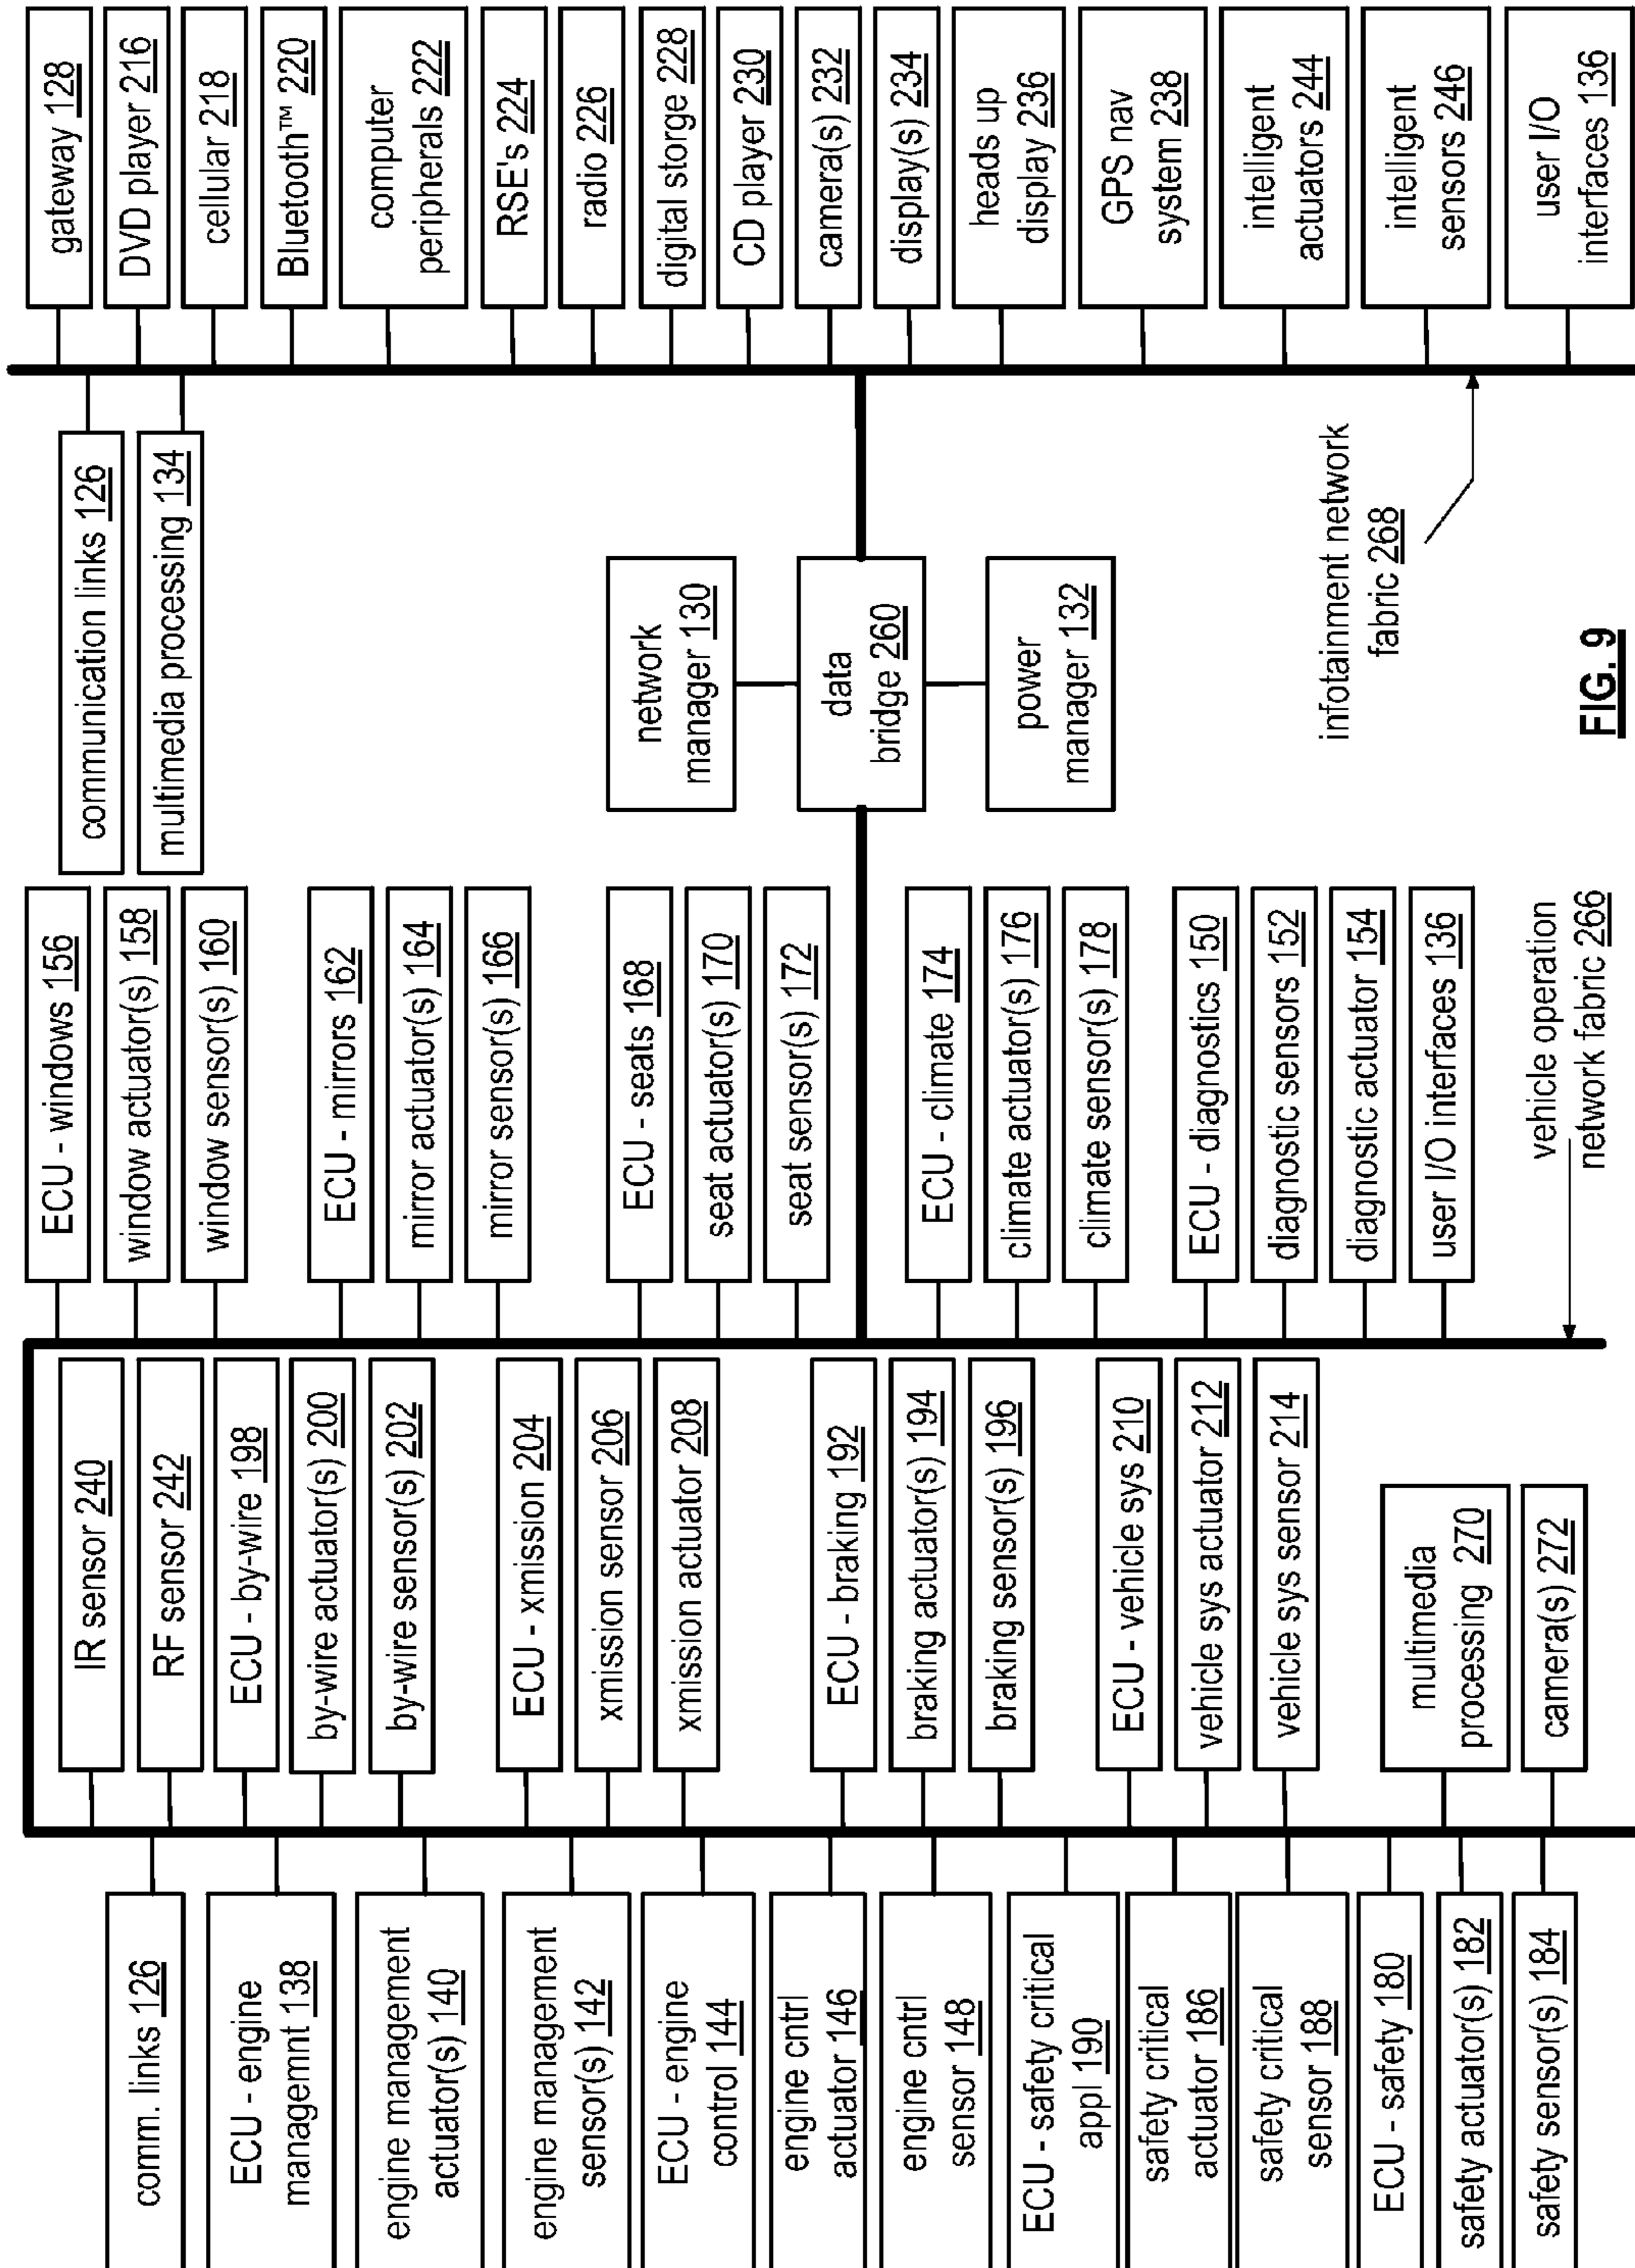 comm. links 126
ECU - engine
managemnt 138
engine management
actuator(s) 140
engine management
sensor(s) 142
ECU - engine
control 144
engine cntrl
actuator 146
engine cntrl
sensor 148
ECU - safety critical
appl 190
safety critical
actuator 186
safety critical
sensor 188
ECU - safety 180
safety actuator(s) 182
safety sensor(s) 184
IR sensor 240
RF sensor 242
ECU - by-wire 198
by-wire actuator(s) 200
by-wire sensor(s) 202
ECU - xmission 204
xmission sensor 206
xmission actuator 208
ECU - braking 192
braking actuator(s) 194
braking sensor(s) 196
ECU - vehicle sys 210
vehicle sys actuator 212
vehicle sys sensor 214
multimedia
processing 270
camera(s) 272
ECU - windows 156
window actuator(s) 158
window sensor(s) 160
ECU - mirrors 162
mirror actuator(s) 164
mirror sensor(s) 166
ECU - seats 168
seat actuator(s) 170
seat sensor(s) 172
ECU - climate 174
climate actuator(s) 176
climate sensor(s) 178
ECU - diagnostics 150
diagnostic sensors 152
diagnostic actuator 154
user I/O interfaces 136
vehicle operation
network fabric 266
communication links 126
multimedia processing 134
network
manager 130
data
bridge 260
power
manager 132
infotainment network
fabric 268
FIG. 9
gateway 128
DVD player 216
cellular 218
Bluetooth™ 220
computer
peripherals 222
RSE's 224
radio 226
digital storge 228
CD player 230
camera(s) 232
display(s) 234
heads up
display 236
GPS nav
system 238
intelligent
actuators 244
intelligent
sensors 246
user I/O
interfaces 136